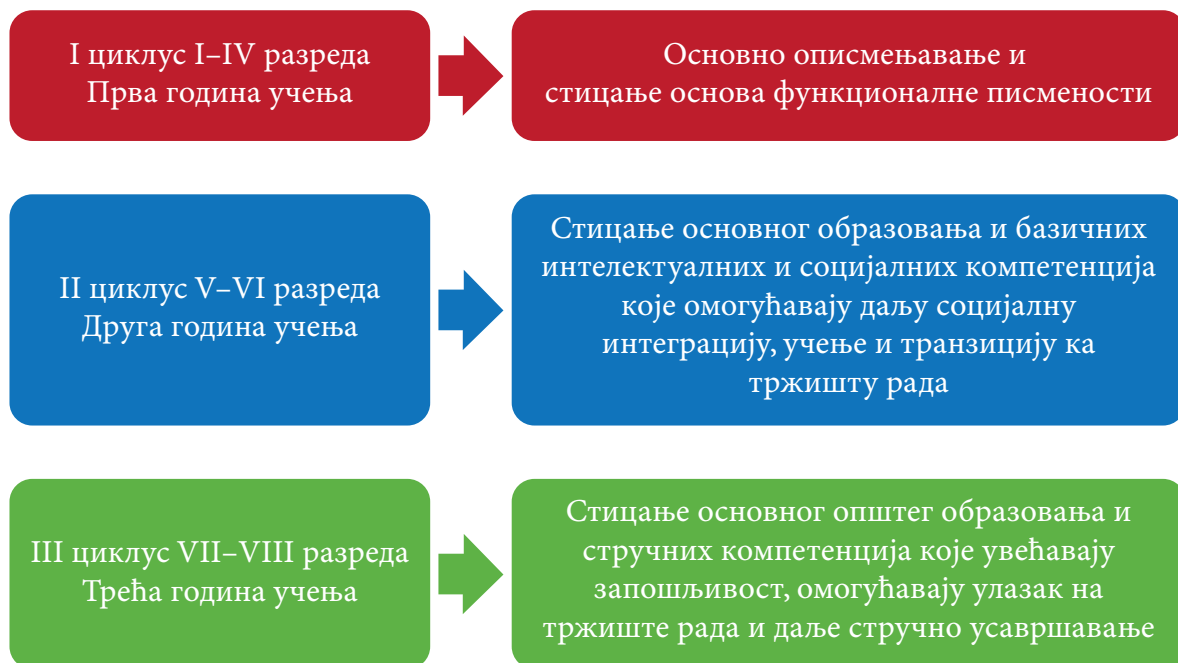 I циклус I–IV разреда
Прва година учења
Основно описмењавање и
стицање основа функционалне писмености
II циклус V–VI разреда
Друга година учења
Стицање основног образовања и базичних
интелектуалних и социјалних компетенција
које омогућавају даљу социјалну
интеграцију, учење и транзицију ка
тржишту рада
III циклус VII–VIII разреда
Трећа година учења
Стицање основног општег образовања и
стручних компетенција које увећавају
запошљивост, омогућавају улазак на
тржиште рада и даље стручно усавршавање